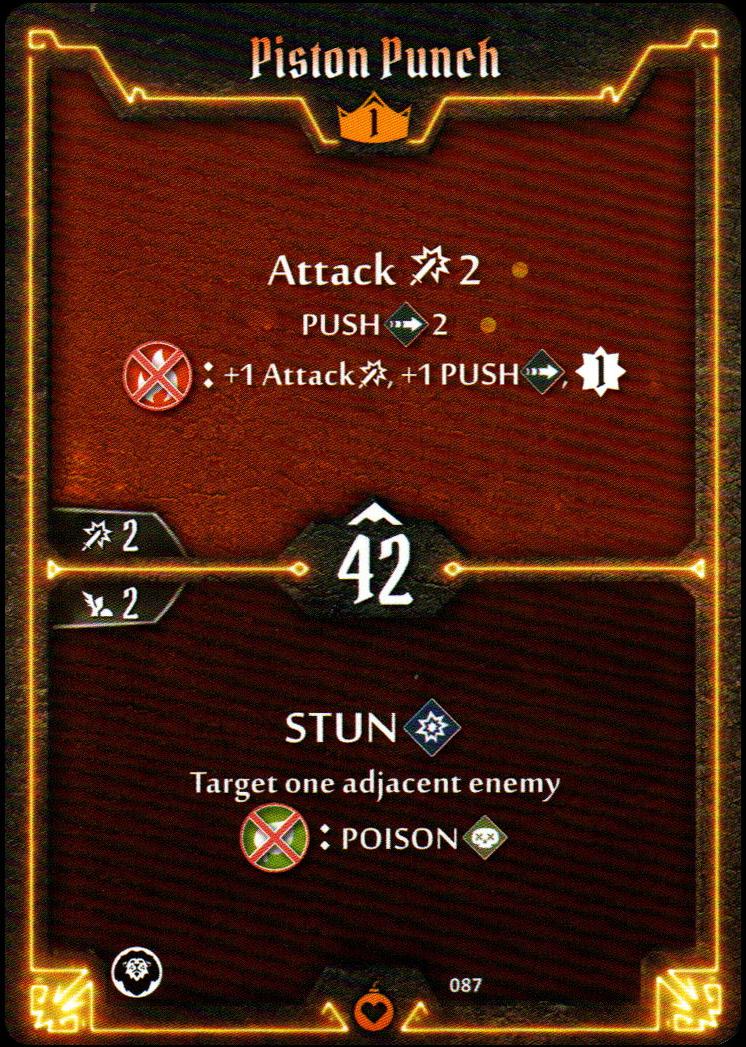 Piston Punch
1
Attack 2
PUSH 2
: +1 Attack, +1 PUSH, 1
2
42
2
STUN
Target one adjacent enemy
: POISON
087